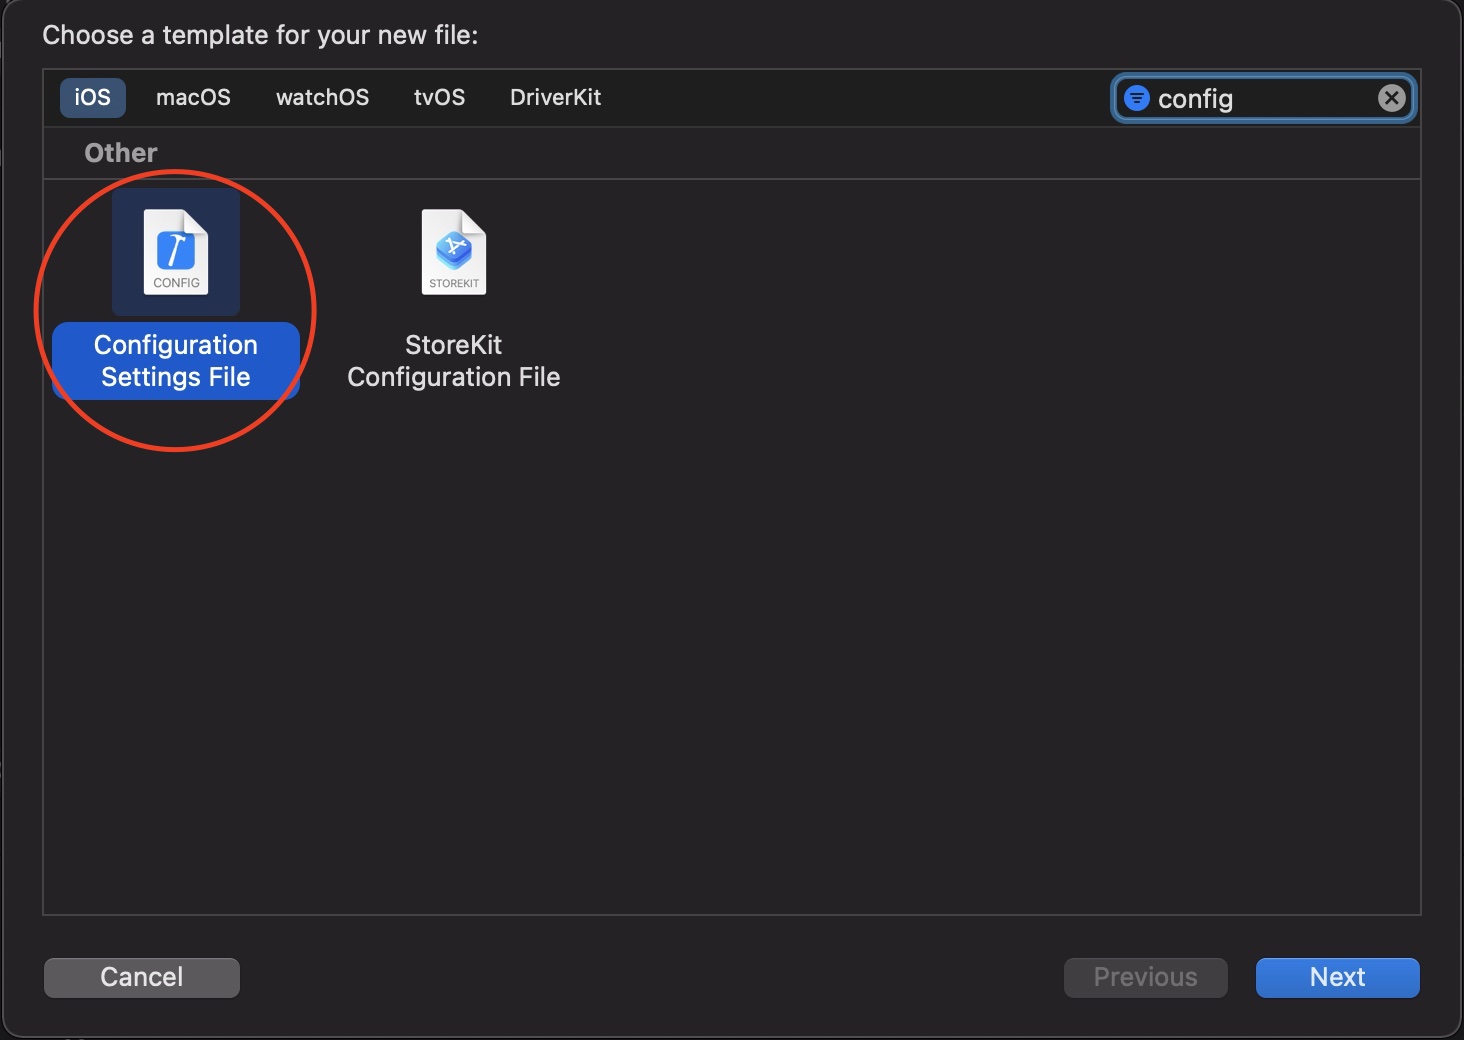 Choose a template for your new file:
iOS macOS watchOS tvOS DriverKit
config
Other
CONFIG
Configuration
Settings File
STOREKIT
StoreKit
Configuration File
Cancel
Previous
Next